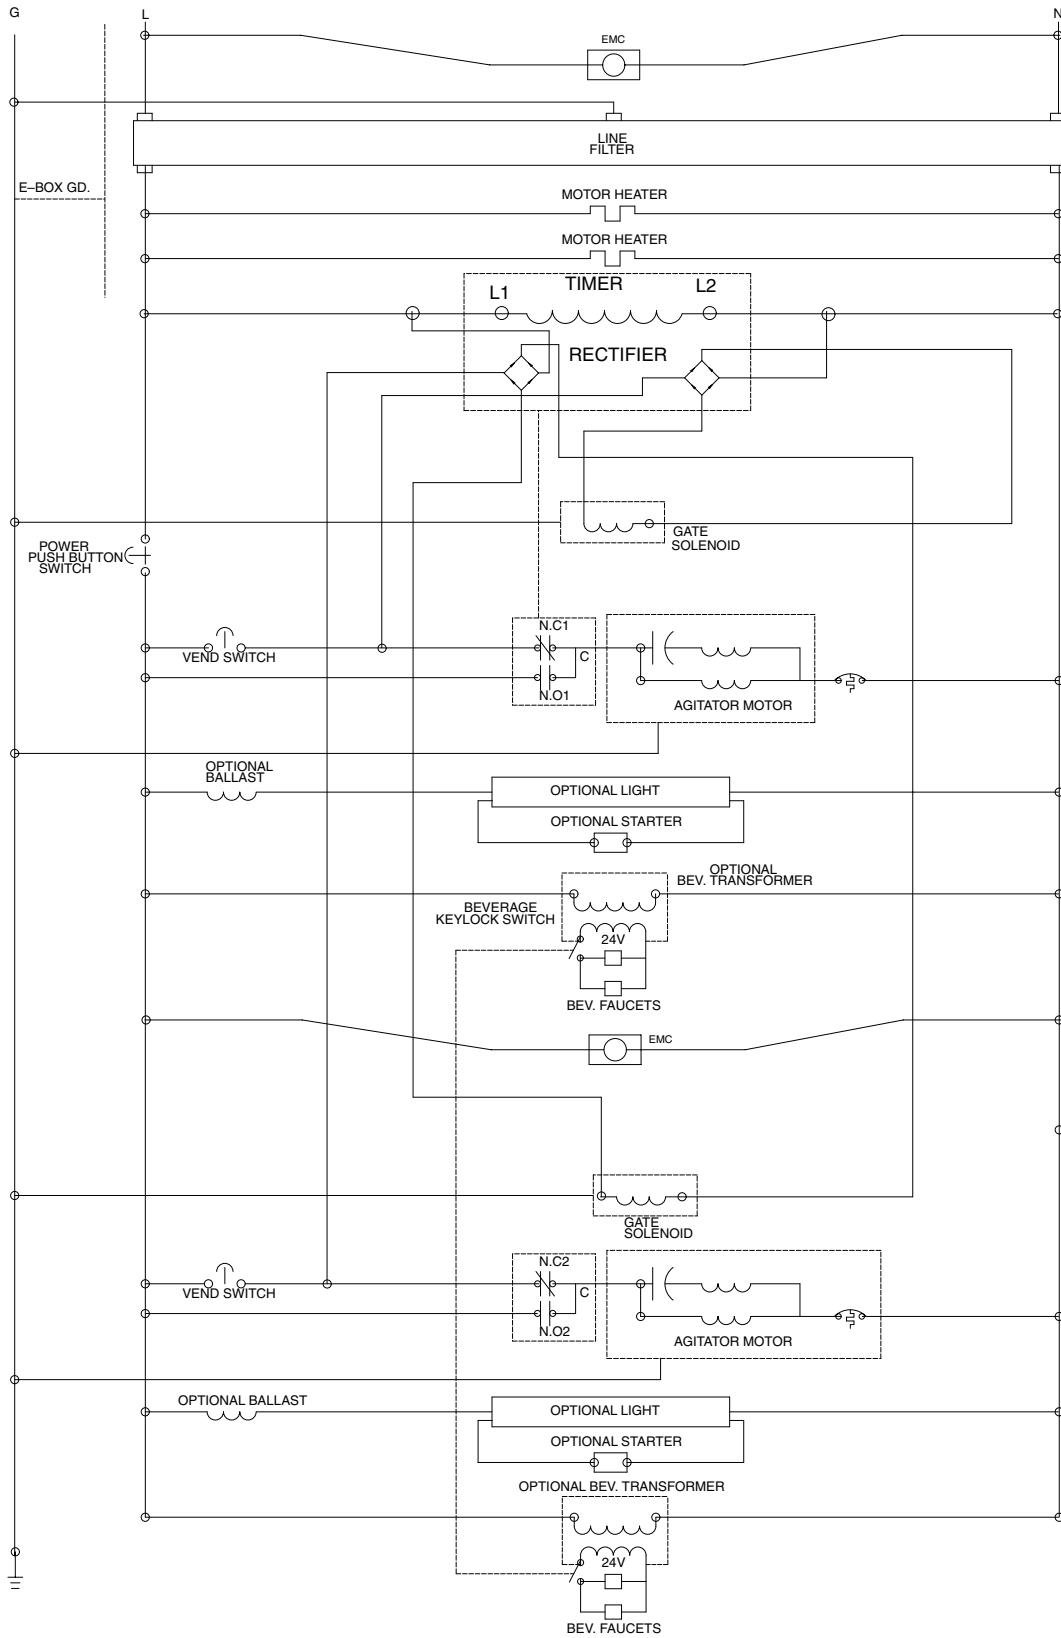 G
L
N
EMC
LINE
FILTER
E–BOX GD.
MOTOR HEATER
MOTOR HEATER
TIMER
L1
L2
RECTIFIER
GATE
SOLENOID
POWER
PUSH BUTTON
SWITCH
N.C1
VEND SWITCH
C
N.O1
AGITATOR MOTOR
OPTIONAL
BALLAST
OPTIONAL LIGHT
OPTIONAL STARTER
OPTIONAL
BEV. TRANSFORMER
BEVERAGE
KEYLOCK SWITCH
24V
BEV. FAUCETS
EMC
GATE
SOLENOID
N.C2
VEND SWITCH
C
N.O2
AGITATOR MOTOR
OPTIONAL BALLAST
OPTIONAL LIGHT
OPTIONAL STARTER
OPTIONAL BEV. TRANSFORMER
24V
BEV. FAUCETS